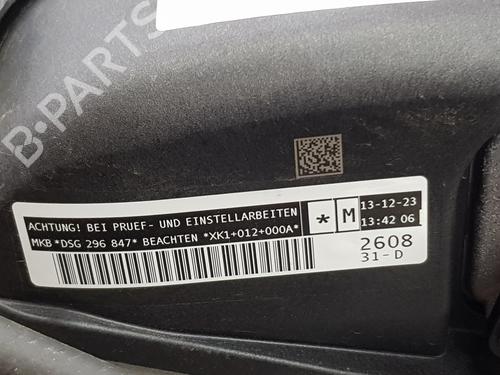 B-PARTS
ACHTUNG! BEI PRUEF- UND EINSTELLARBEITEN
MKB *DSG 296 847* BEACHTEN *XK1+012+000A*
* M
13-12-23
13:42 06
2608
31-D